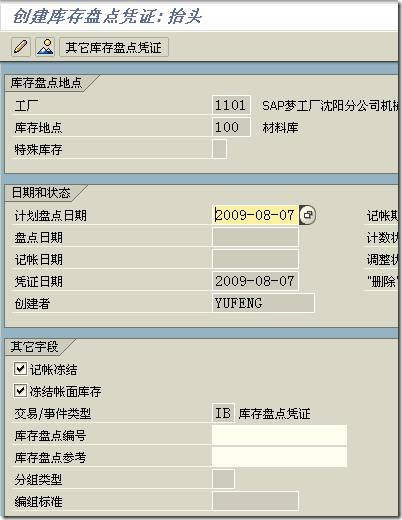 创建库存盘点凭证:抬头
其它库存盘点凭证
库存盘点地点
工厂 1101 SAP梦工厂沈阳分公司机械
库存地点 100 材料库
特殊库存
日期和状态
计划盘点日期 2009-08-07 记帐期
盘点日期 计数状
记帐日期 调整状
凭证日期 2009-08-07 "删除"
创建者 YUFENG
其它字段
记帐冻结
冻结帐面库存
交易/事件类型 IB 库存盘点凭证
库存盘点编号
库存盘点参考
分组类型
编组标准